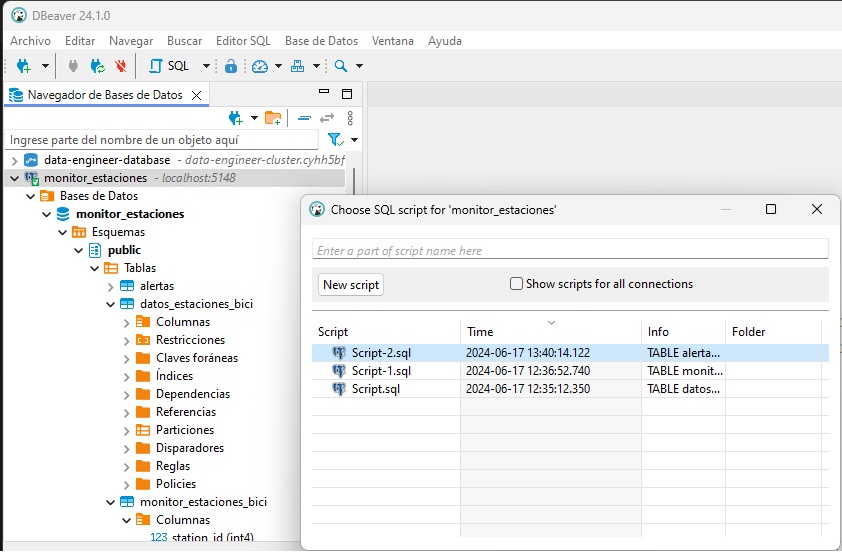 DBeaver 24.1.0
Archivo Editar Navegar Buscar Editor SQL Base de Datos Ventana Ayuda
SQL
Navegador de Bases de Datos
Ingrese parte del nombre de un objeto aquí
data-engineer-database - data-engineer-cluster.cyhh5bf
monitor_estaciones - localhost:5148
Bases de Datos
monitor_estaciones
Esquemas
public
Tablas
alertas
datos_estaciones_bici
Columnas
Restricciones
Claves foráneas
Índices
Dependencias
Referencias
Particiones
Disparadores
Reglas
Policies
monitor_estaciones_bici
Columnas
123 station_id (int4)
Choose SQL script for 'monitor_estaciones'
Enter a part of script name here
New script Show scripts for all connections
Script Time Info Folder
Script-2.sql 2024-06-17 13:40:14.122 TABLE alerta...
Script-1.sql 2024-06-17 12:36:52.740 TABLE monit...
Script.sql 2024-06-17 12:35:12.350 TABLE datos...